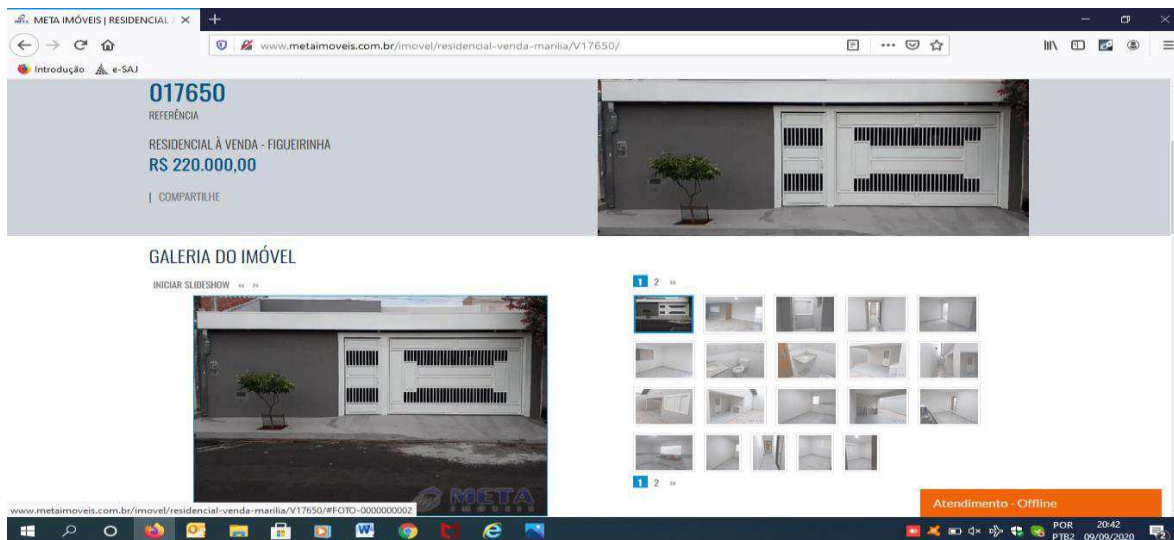 META IMÓVEIS | RESIDENCIAL
www.metaimoveis.com.br/imovel/residencial-venda-marilia/V17650/
Introdução e-SAJ
017650
REFERÊNCIA
RESIDENCIAL À VENDA - FIGUEIRINHA
R$ 220.000,00
| COMPARTILHE
GALERIA DO IMÓVEL
INICIAR SLIDESHOW « »
1 2 »
META
IMÓVEIS
1 2 »
Atendimento - Offline
www.metaimoveis.com.br/imovel/residencial-venda-marilia/V17650/#FOTO-0000000002
POR 20:42
PTB2 09/09/2020